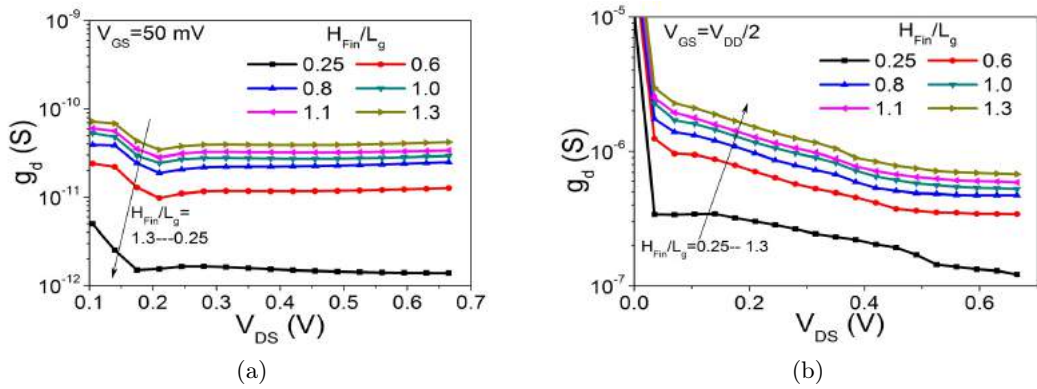 10⁻⁹
10⁻¹⁰
10⁻¹¹
10⁻¹²
g_d (S)
V_GS=50 mV
H_Fin/L_g
0.25 0.6
0.8 1.0
1.1 1.3
H_Fin/L_g=
1.3---0.25
0.1 0.2 0.3 0.4 0.5 0.6 0.7
V_DS (V)
(a)
10⁻⁵
10⁻⁶
10⁻⁷
g_d (S)
V_GS=V_DD/2
H_Fin/L_g
0.25 0.6
0.8 1.0
1.1 1.3
H_Fin/L_g=0.25-- 1.3
0.0 0.2 0.4 0.6
V_DS (V)
(b)